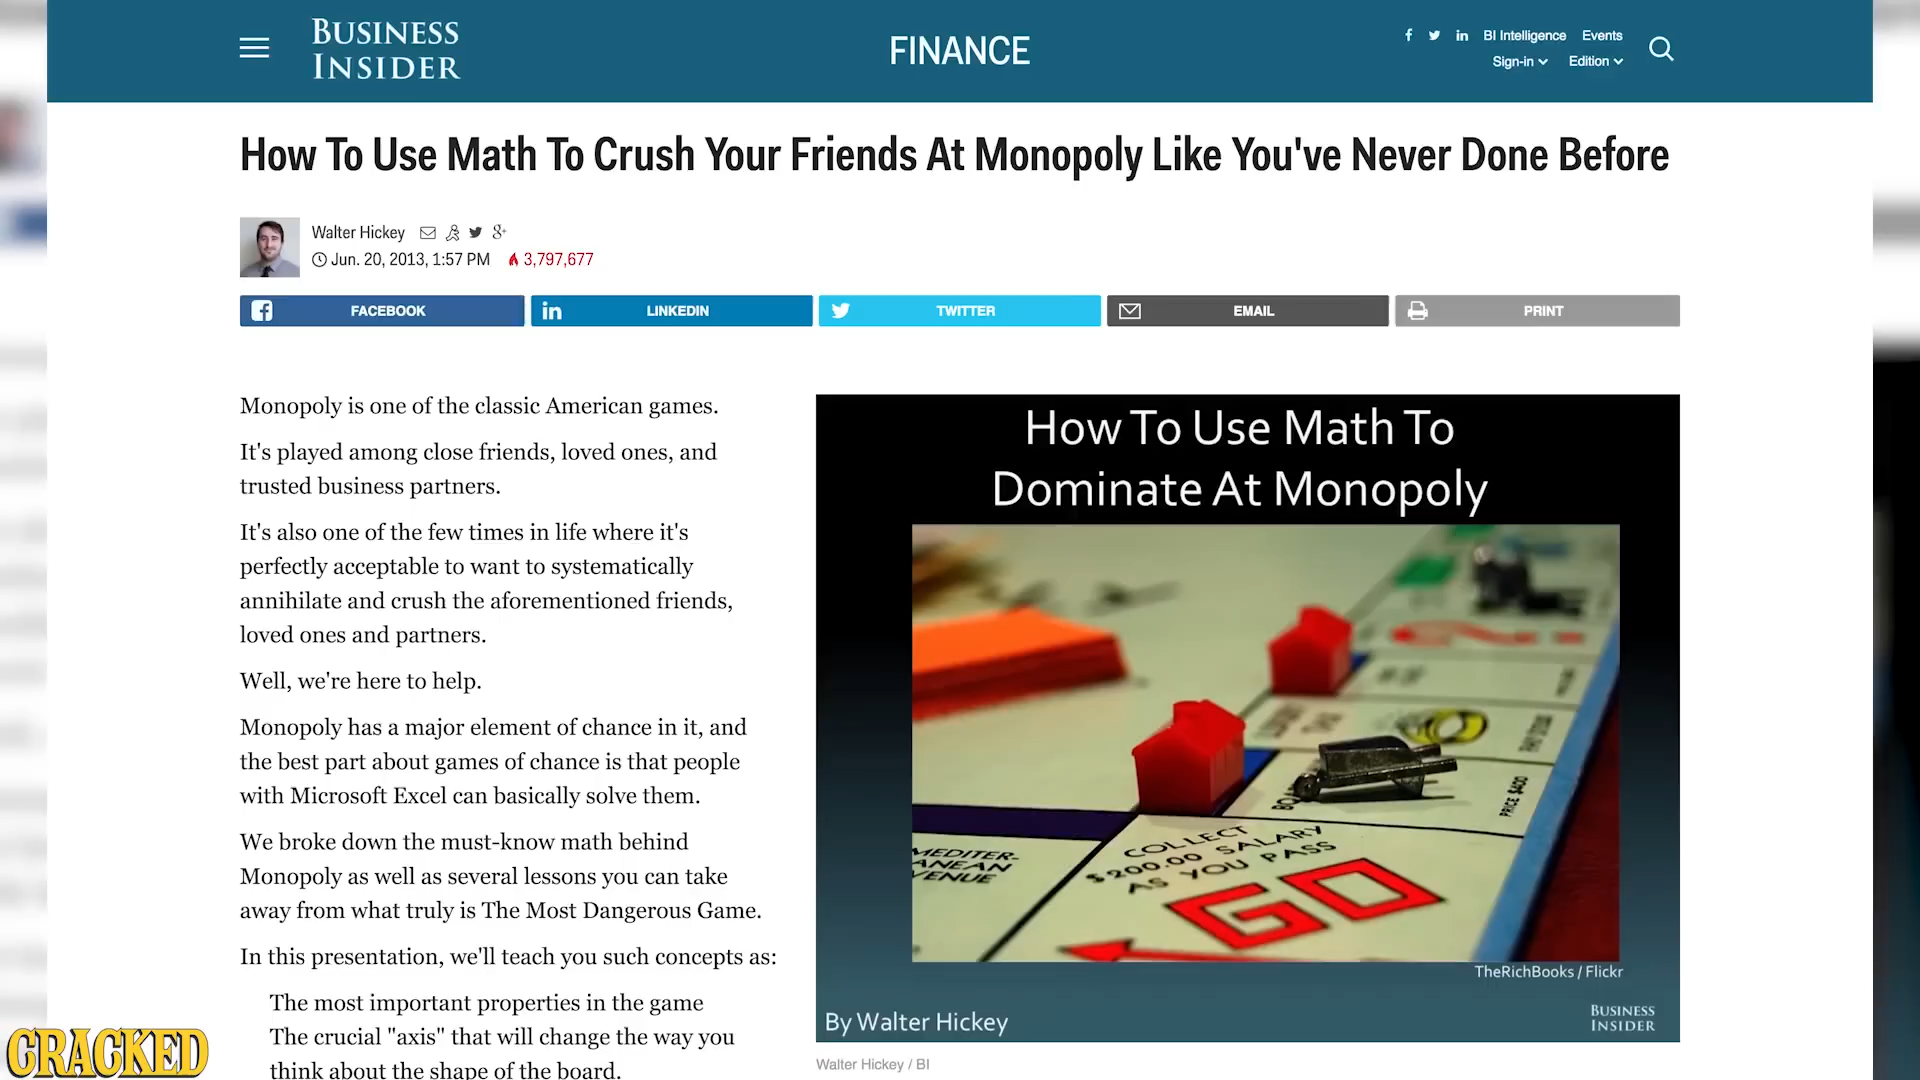 BUSINESS
INSIDER
FINANCE
BI Intelligence Events
Sign-in Edition
How To Use Math To Crush Your Friends At Monopoly Like You've Never Done Before
Walter Hickey
Jun. 20, 2013, 1:57 PM 3,797,677
FACEBOOK
LINKEDIN
TWITTER
EMAIL
PRINT
Monopoly is one of the classic American games.
It's played among close friends, loved ones, and
trusted business partners.
It's also one of the few times in life where it's
perfectly acceptable to want to systematically
annihilate and crush the aforementioned friends,
loved ones and partners.
Well, we're here to help.
Monopoly has a major element of chance in it, and
the best part about games of chance is that people
with Microsoft Excel can basically solve them.
We broke down the must-know math behind
Monopoly as well as several lessons you can take
away from what truly is The Most Dangerous Game.
In this presentation, we'll teach you such concepts as:
The most important properties in the game
The crucial "axis" that will change the way you
think about the shape of the board.
How To Use Math To
Dominate At Monopoly
PRICE $400
MEDITER-
ANEAN
VENUE
COLLECT
$200.00 SALARY
AS YOU PASS
GO
TheRichBooks / Flickr
By Walter Hickey
BUSINESS
INSIDER
Walter Hickey / BI
CRACKED